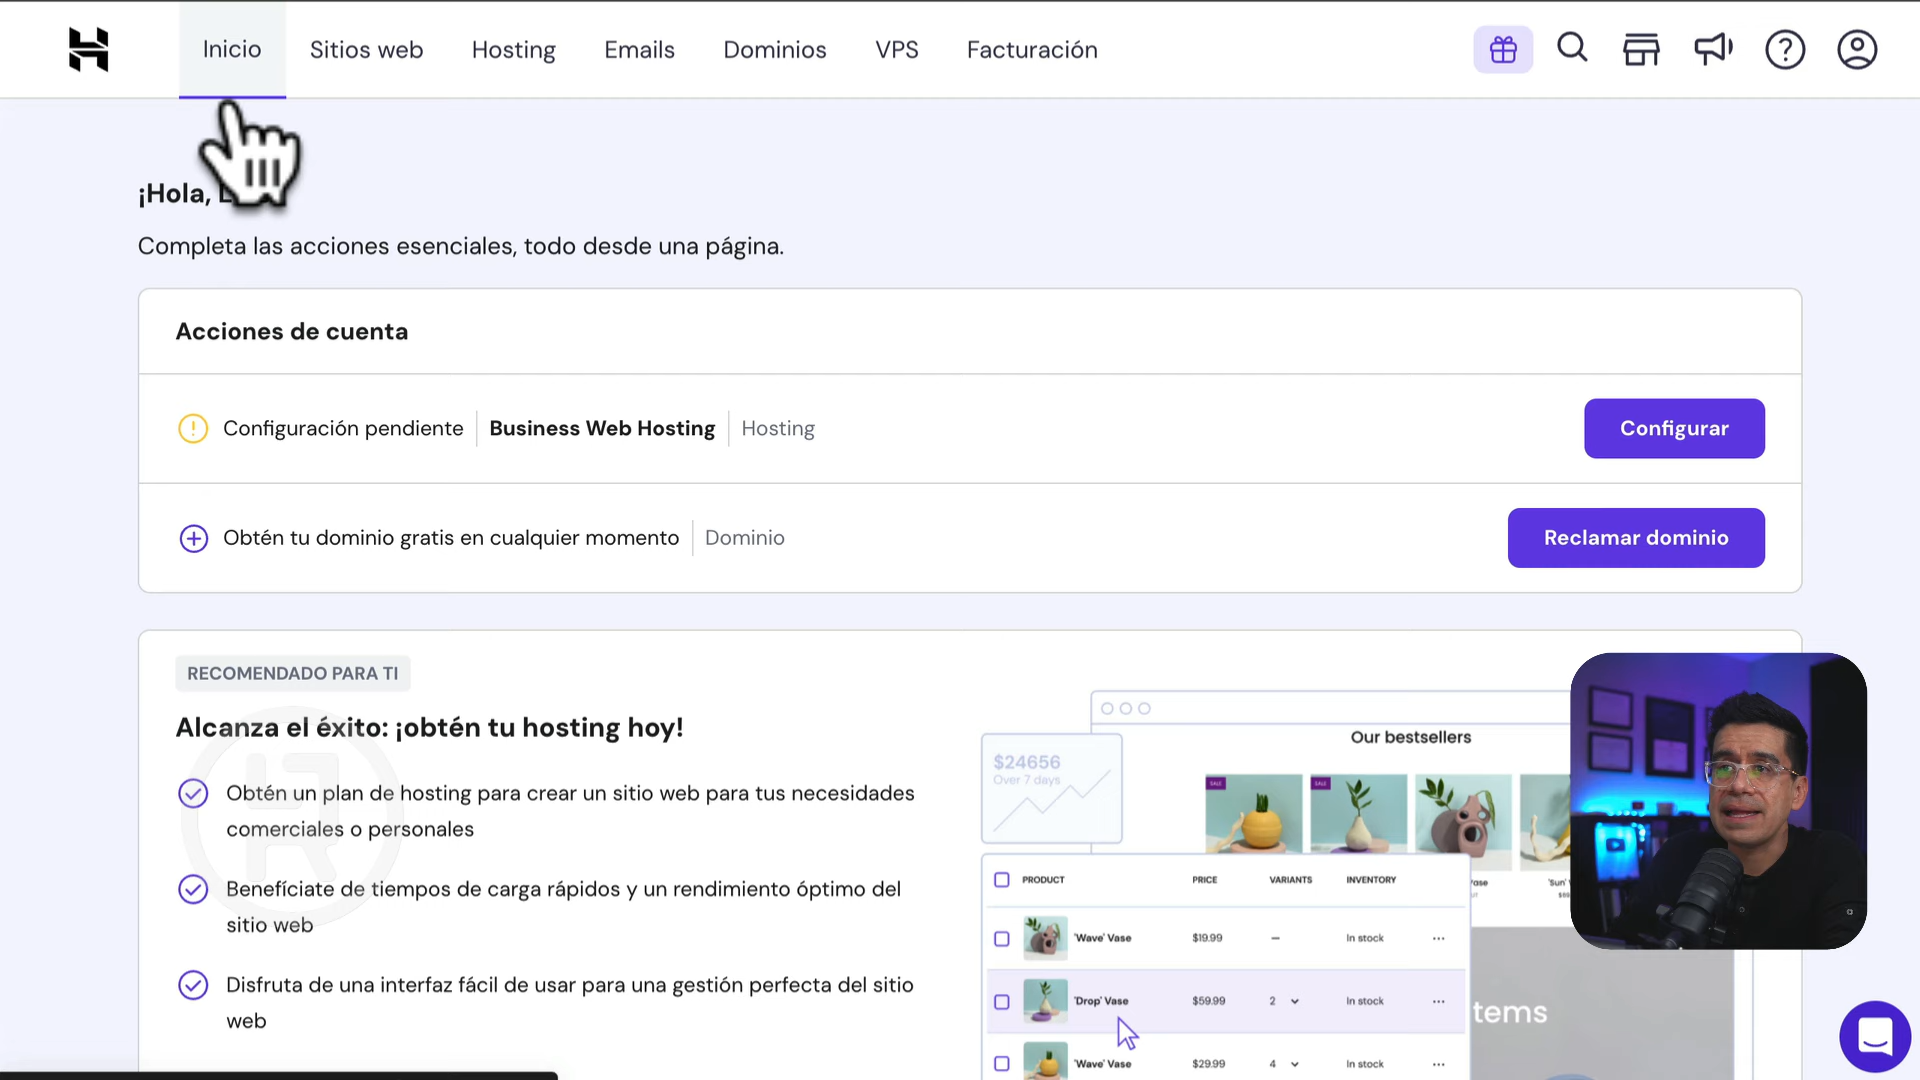 Inicio
Sitios web
Hosting
Emails
Dominios
VPS
Facturación
¡Hola,
Completa las acciones esenciales, todo desde una página.
Acciones de cuenta
Configuración pendiente
Business Web Hosting
Hosting
Configurar
Obtén tu dominio gratis en cualquier momento
Dominio
Reclamar dominio
RECOMENDADO PARA TI
Alcanza el éxito: ¡obtén tu hosting hoy!
Obtén un plan de hosting para crear un sitio web para tus necesidades
comerciales o personales
Benefíciate de tiempos de carga rápidos y un rendimiento óptimo del
sitio web
Disfruta de una interfaz fácil de usar para una gestión perfecta del sitio
web
Our bestsellers
$24656
Over 7 days
SALE
SALE
PRODUCT PRICE VARIANTS INVENTORY
'Wave' Vase $19.99 — In stock ...
'Drop' Vase $59.99 2 In stock ...
'Wave' Vase $29.99 4 In stock ...
'Sun'
tems